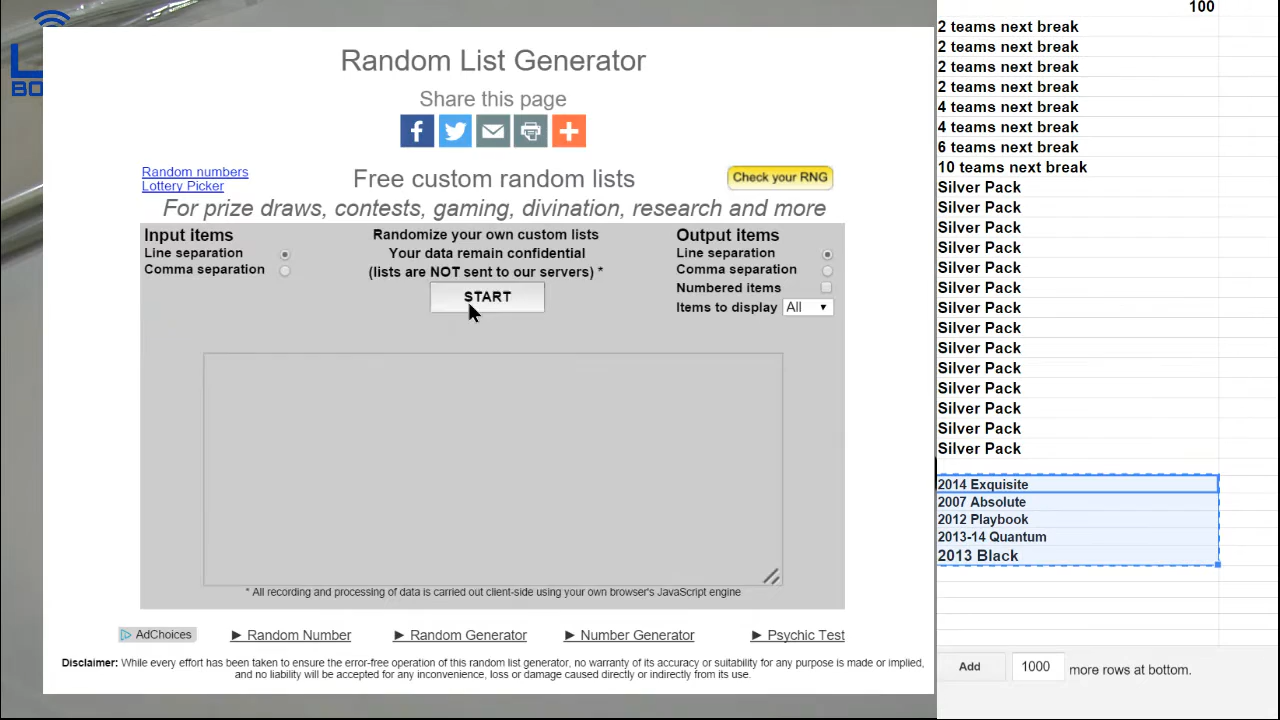 BO
Random List Generator
Share this page
Random numbers
Lottery Picker
Free custom random lists
Check your RNG
For prize draws, contests, gaming, divination, research and more
Input items
Line separation
Comma separation
Randomize your own custom lists
Your data remain confidential
(lists are NOT sent to our servers) *
START
Output items
Line separation
Comma separation
Numbered items
Items to display All
* All recording and processing of data is carried out client-side using your own browser's JavaScript engine
AdChoices
► Random Number
► Random Generator
► Number Generator
► Psychic Test
Disclaimer: While every effort has been taken to ensure the error-free operation of this random list generator, no warranty of its accuracy or suitability for any purpose is made or implied,
and no liability will be accepted for any inconvenience, loss or damage caused directly or indirectly from its use.
100
2 teams next break
2 teams next break
2 teams next break
2 teams next break
4 teams next break
4 teams next break
6 teams next break
10 teams next break
Silver Pack
Silver Pack
Silver Pack
Silver Pack
Silver Pack
Silver Pack
Silver Pack
Silver Pack
Silver Pack
Silver Pack
Silver Pack
Silver Pack
Silver Pack
Silver Pack
2014 Exquisite
2007 Absolute
2012 Playbook
2013-14 Quantum
2013 Black
Add 1000 more rows at bottom.